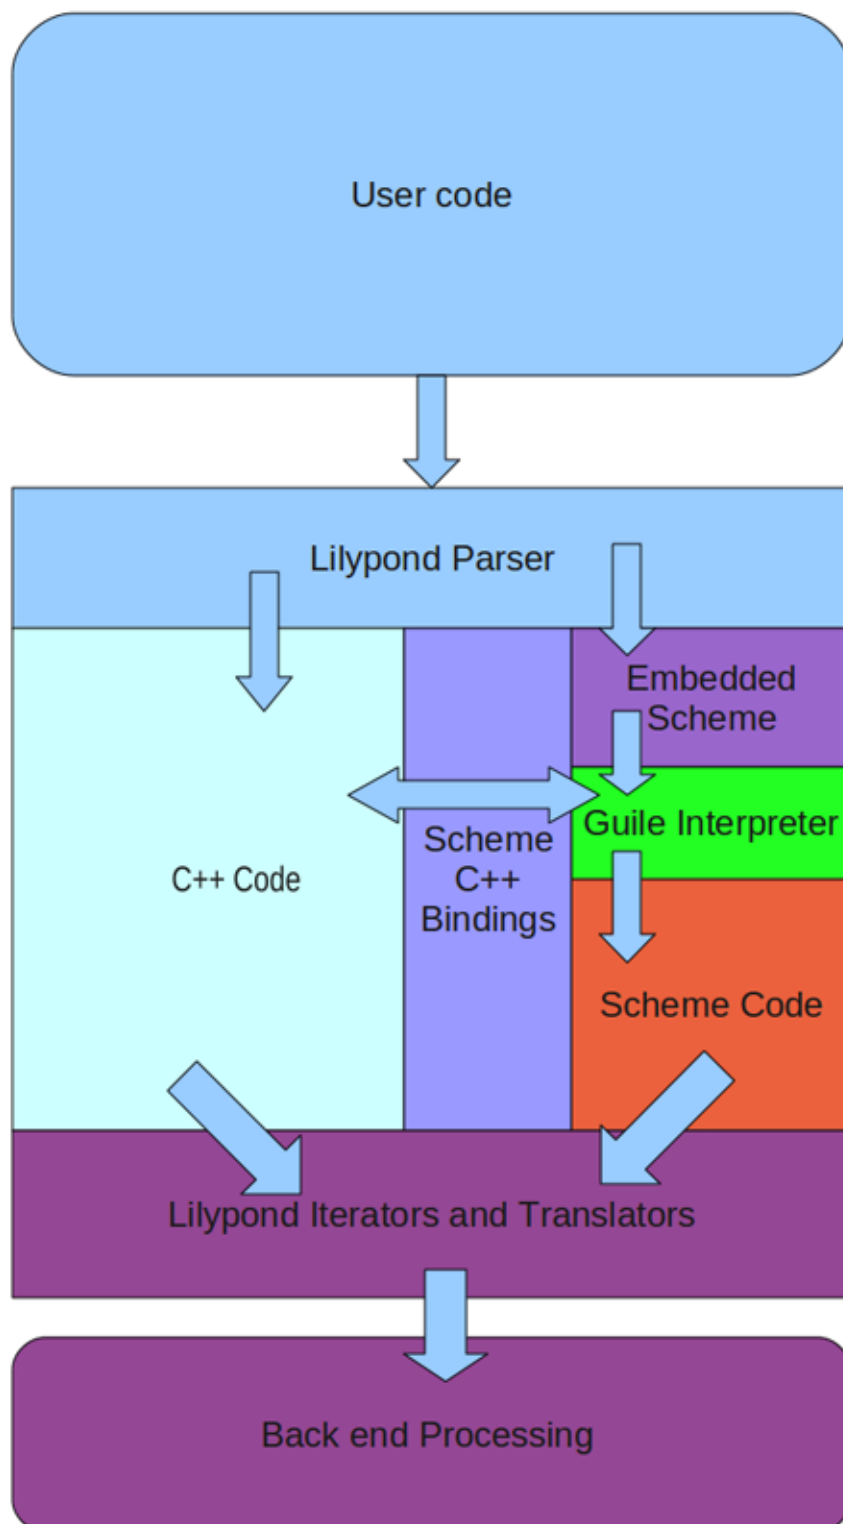 User code
Lilypond Parser
Embedded
Scheme
Guile Interpreter
Scheme
C++
Bindings
C++ Code
Scheme Code
Lilypond Iterators and Translators
Back end Processing